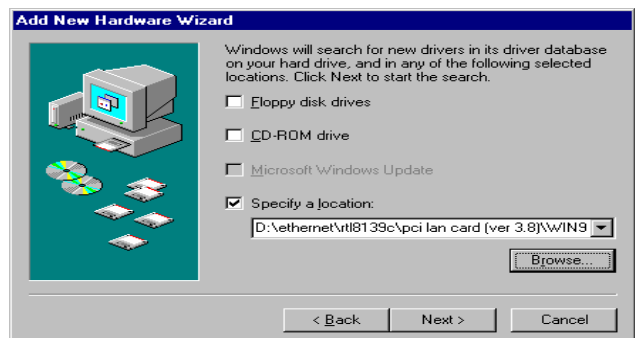 Add New Hardware Wizard
Windows will search for new drivers in its driver database
on your hard drive, and in any of the following selected
locations. Click Next to start the search.
Floppy disk drives
CD-ROM drive
Microsoft Windows Update
Specify a location:
D:\ethernet\rtl8139c\pci lan card (ver 3.8)\WIN9
Browse...
< Back
Next >
Cancel